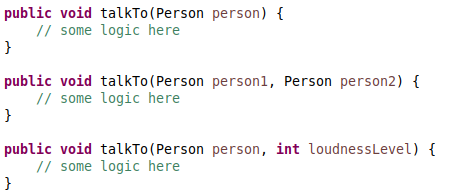 public void talkTo(Person person) {
    // some logic here
}
public void talkTo(Person person1, Person person2) {
    // some logic here
}
public void talkTo(Person person, int loudnessLevel) {
    // some logic here
}